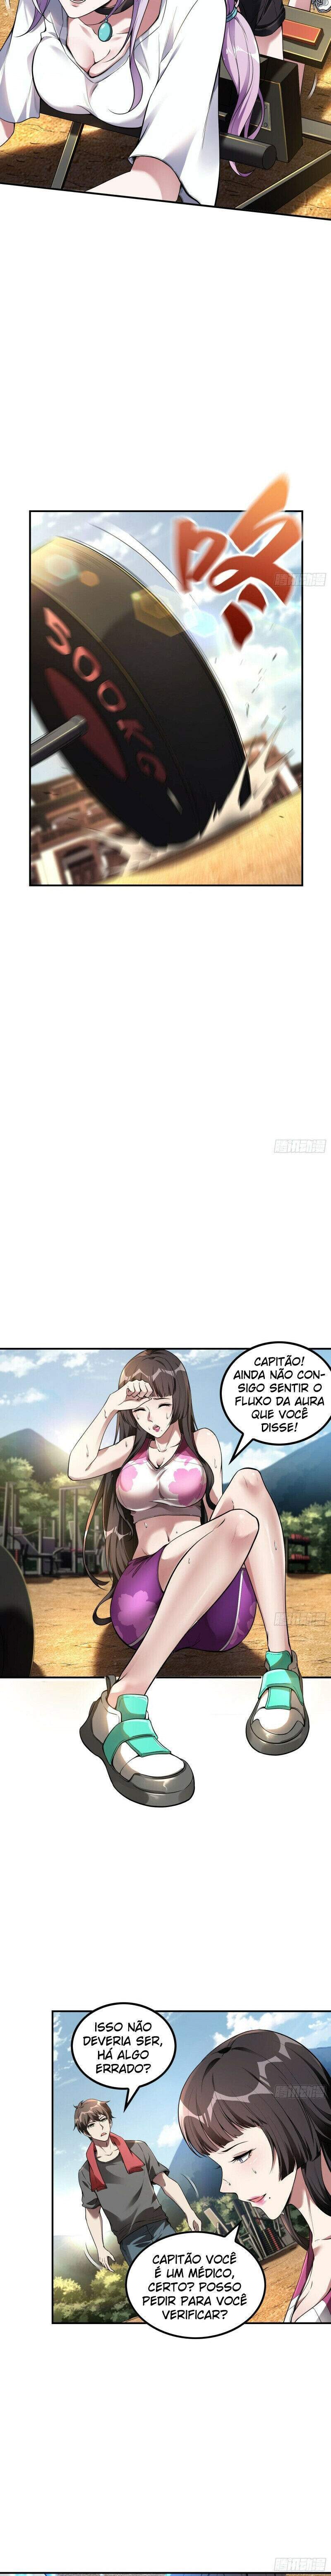 500KG
CAPITÃO!
AINDA NÃO CON-
SIGO SENTIR O
FLUXO DA AURA
QUE VOCÊ
DISSE!
ISSO NÃO
DEVERIA SER,
HÁ ALGO
ERRADO?
CAPITÃO VOCÊ
É UM MÉDICO,
CERTO? POSSO
PEDIR PARA VOCÊ
VERIFICAR?